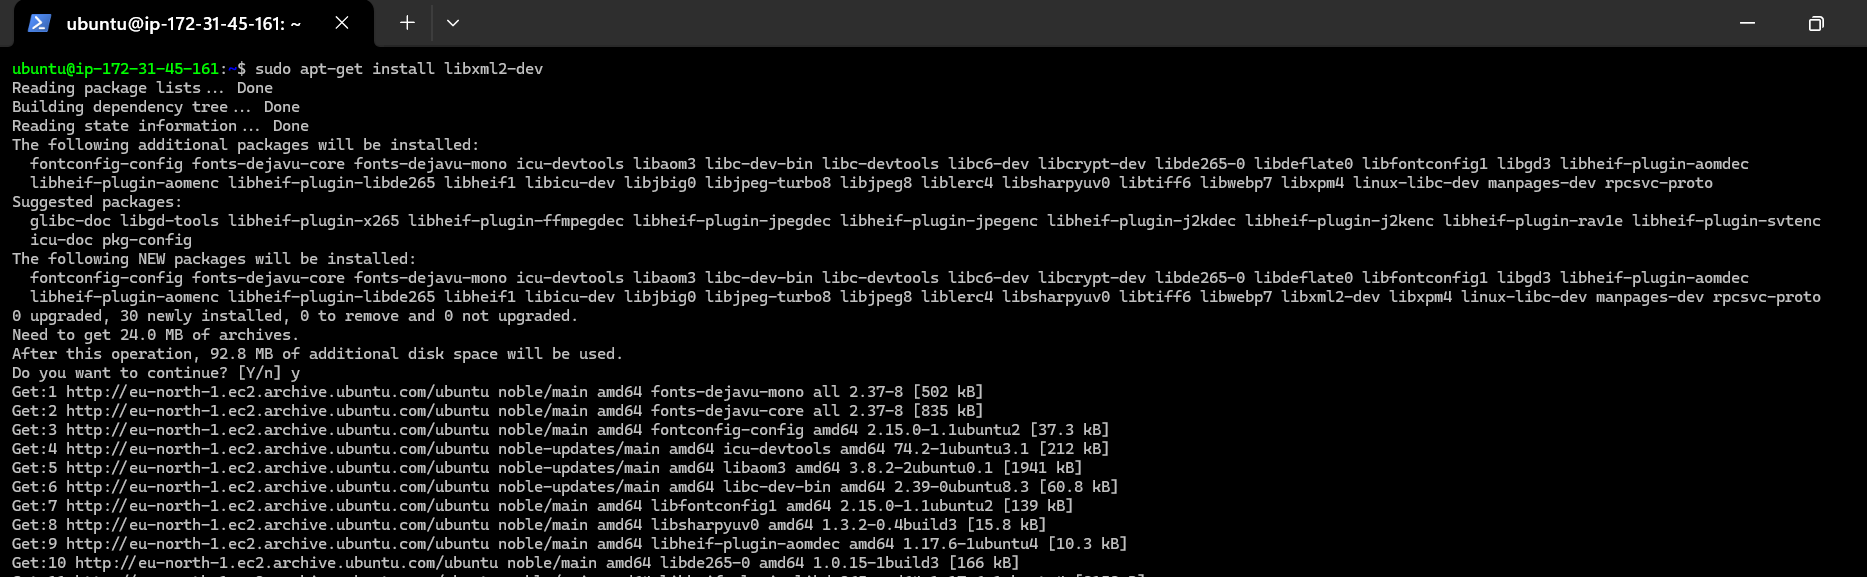 ubuntu@ip-172-31-45-161: ~
ubuntu@ip-172-31-45-161:~$ sudo apt-get install libxml2-dev
Reading package lists... Done
Building dependency tree... Done
Reading state information... Done
The following additional packages will be installed:
  fontconfig-config fonts-dejavu-core fonts-dejavu-mono icu-devtools libaom3 libc-dev-bin libc-devtools libc6-dev libcrypt-dev libde265-0 libdeflate0 libfontconfig1 libgd3 libheif-plugin-aomdec
  libheif-plugin-aomenc libheif-plugin-libde265 libheif1 libicu-dev libjbig0 libjpeg-turbo8 libjpeg8 liblerc4 libsharpyuv0 libtiff6 libwebp7 libxpm4 linux-libc-dev manpages-dev rpcsvc-proto
Suggested packages:
  glibc-doc libgd-tools libheif-plugin-x265 libheif-plugin-ffmpegdec libheif-plugin-jpegdec libheif-plugin-jpegenc libheif-plugin-j2kdec libheif-plugin-j2kenc libheif-plugin-rav1e libheif-plugin-svtenc
  icu-doc pkg-config
The following NEW packages will be installed:
  fontconfig-config fonts-dejavu-core fonts-dejavu-mono icu-devtools libaom3 libc-dev-bin libc-devtools libc6-dev libcrypt-dev libde265-0 libdeflate0 libfontconfig1 libgd3 libheif-plugin-aomdec
  libheif-plugin-aomenc libheif-plugin-libde265 libheif1 libicu-dev libjbig0 libjpeg-turbo8 libjpeg8 liblerc4 libsharpyuv0 libtiff6 libwebp7 libxml2-dev libxpm4 linux-libc-dev manpages-dev rpcsvc-proto
0 upgraded, 30 newly installed, 0 to remove and 0 not upgraded.
Need to get 24.0 MB of archives.
After this operation, 92.8 MB of additional disk space will be used.
Do you want to continue? [Y/n] y
Get:1 http://eu-north-1.ec2.archive.ubuntu.com/ubuntu noble/main amd64 fonts-dejavu-mono all 2.37-8 [502 kB]
Get:2 http://eu-north-1.ec2.archive.ubuntu.com/ubuntu noble/main amd64 fonts-dejavu-core all 2.37-8 [835 kB]
Get:3 http://eu-north-1.ec2.archive.ubuntu.com/ubuntu noble/main amd64 fontconfig-config amd64 2.15.0-1.1ubuntu2 [37.3 kB]
Get:4 http://eu-north-1.ec2.archive.ubuntu.com/ubuntu noble-updates/main amd64 icu-devtools amd64 74.2-1ubuntu3.1 [212 kB]
Get:5 http://eu-north-1.ec2.archive.ubuntu.com/ubuntu noble-updates/main amd64 libaom3 amd64 3.8.2-2ubuntu0.1 [1941 kB]
Get:6 http://eu-north-1.ec2.archive.ubuntu.com/ubuntu noble-updates/main amd64 libc-dev-bin amd64 2.39-0ubuntu8.3 [60.8 kB]
Get:7 http://eu-north-1.ec2.archive.ubuntu.com/ubuntu noble/main amd64 libfontconfig1 amd64 2.15.0-1.1ubuntu2 [139 kB]
Get:8 http://eu-north-1.ec2.archive.ubuntu.com/ubuntu noble/main amd64 libsharpyuv0 amd64 1.3.2-0.4build3 [15.8 kB]
Get:9 http://eu-north-1.ec2.archive.ubuntu.com/ubuntu noble/main amd64 libheif-plugin-aomdec amd64 1.17.6-1ubuntu4 [10.3 kB]
Get:10 http://eu-north-1.ec2.archive.ubuntu.com/ubuntu noble/main amd64 libde265-0 amd64 1.0.15-1build3 [166 kB]